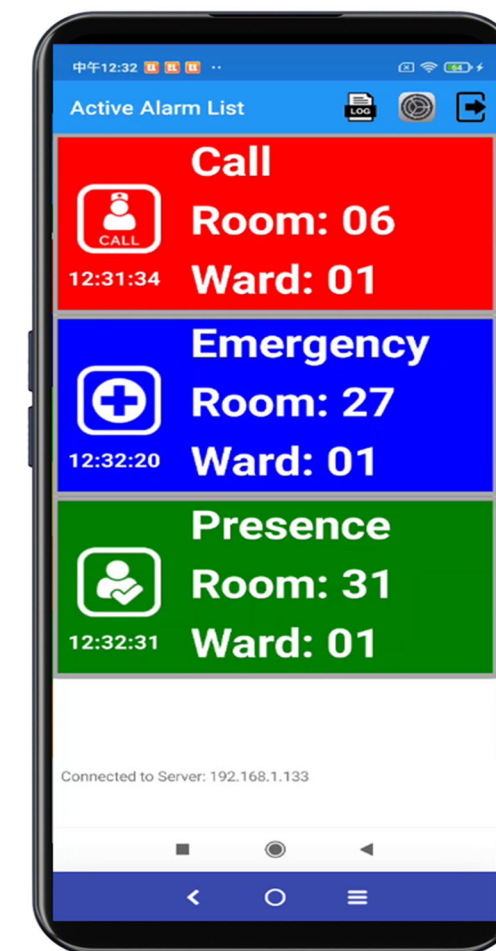 中午12:32
64
Active Alarm List
LOG
Call
CALL
Room: 06
12:31:34
Ward: 01
Emergency
Room: 27
12:32:20
Ward: 01
Presence
Room: 31
12:32:31
Ward: 01
Connected to Server: 192.168.1.133